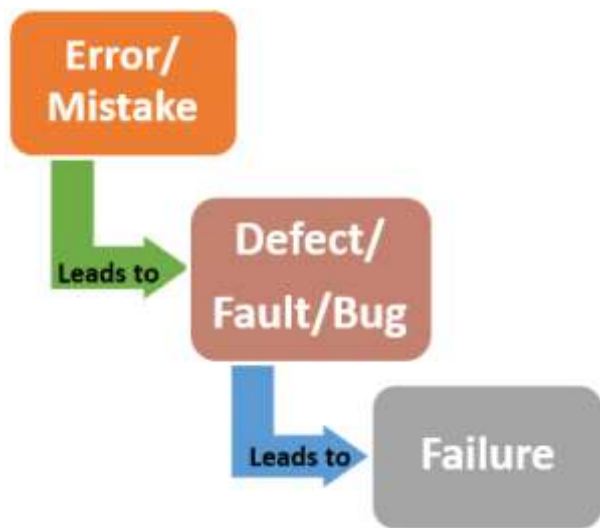 Error/
Mistake
Leads to
Defect/
Fault/Bug
Leads to
Failure